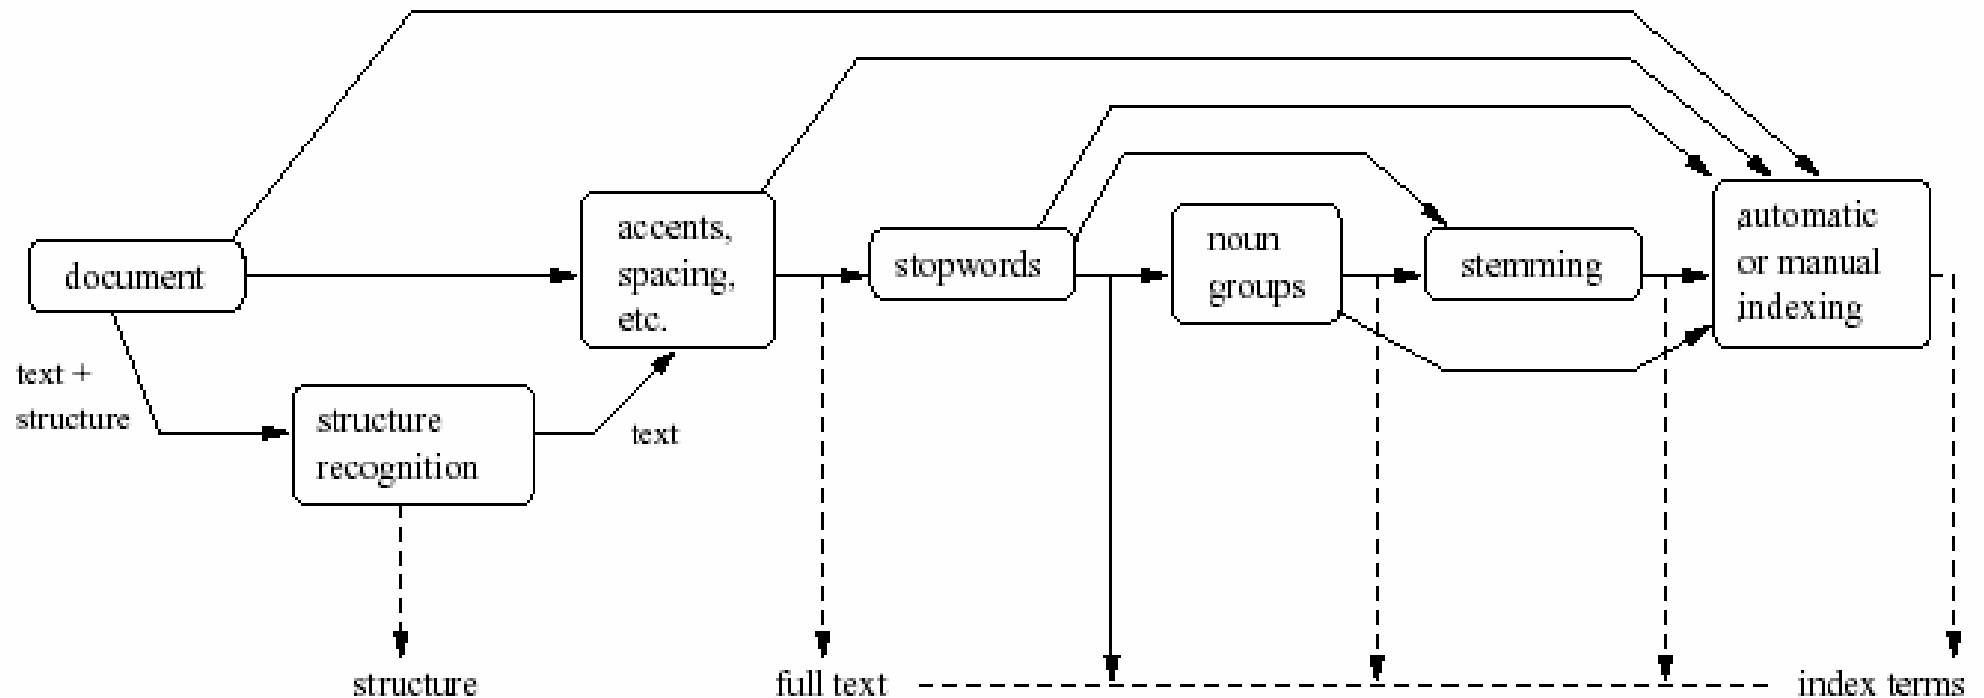 document
text +
structure
structure
recognition
text
accents,
spacing,
etc.
stopwords
noun
groups
stemming
automatic
or manual
indexing
structure
full text
index terms